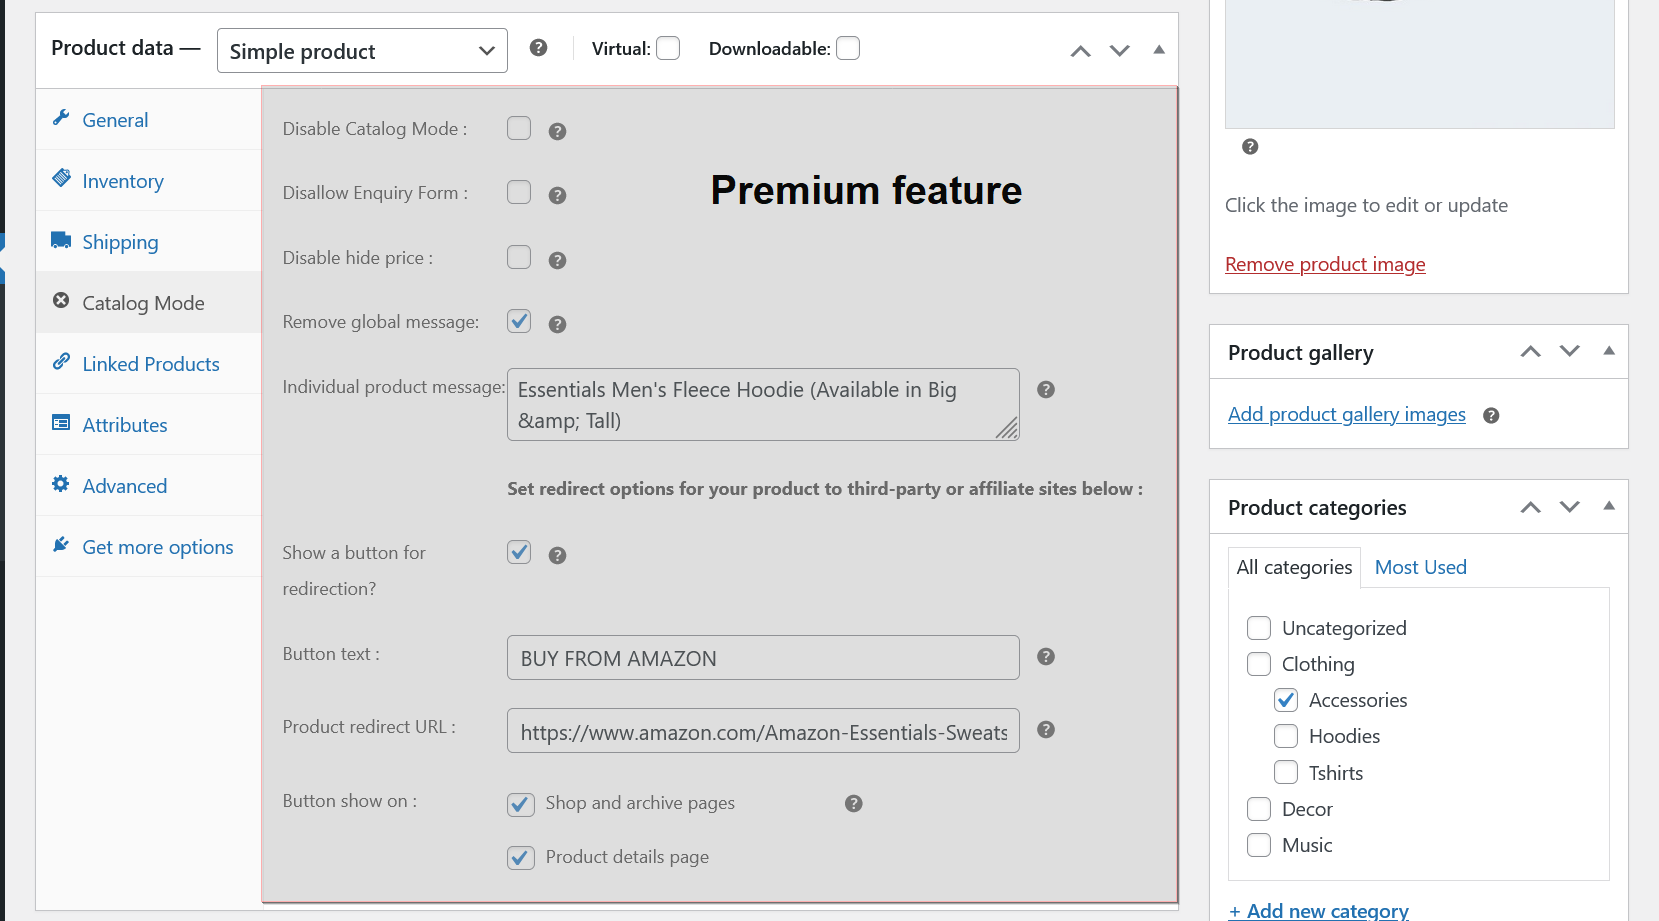 Product data —
Simple product
Virtual:
Downloadable:
General
Inventory
Shipping
Catalog Mode
Linked Products
Attributes
Advanced
Get more options
Disable Catalog Mode :
Premium feature
Disallow Enquiry Form :
Disable hide price :
Remove global message:
Individual product message:
Essentials Men's Fleece Hoodie (Available in Big
&amp; Tall)
Set redirect options for your product to third-party or affiliate sites below :
Show a button for
redirection?
Button text :
BUY FROM AMAZON
Product redirect URL :
https://www.amazon.com/Amazon-Essentials-Sweats
Button show on :
Shop and archive pages
Product details page
Click the image to edit or update
Remove product image
Product gallery
Add product gallery images
Product categories
All categories
Most Used
Uncategorized
Clothing
Accessories
Hoodies
Tshirts
Decor
Music
+ Add new category